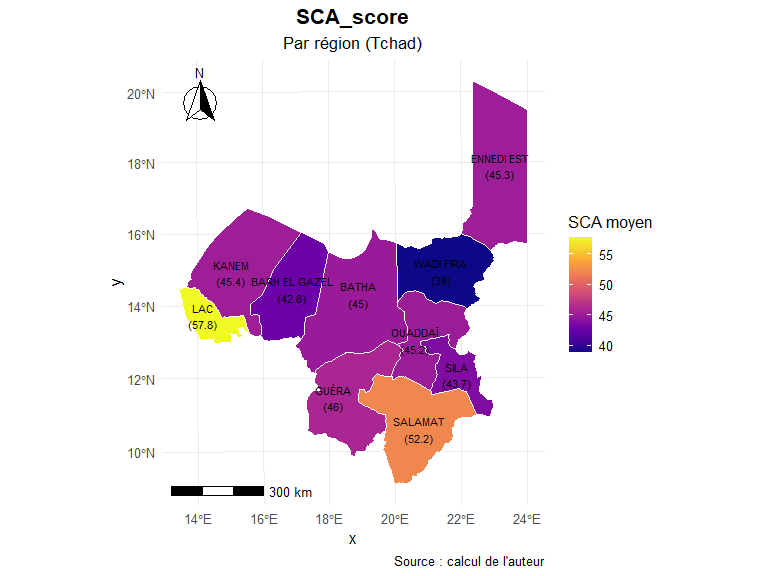 SCA_score
Par région (Tchad)
N
20°N
18°N
16°N
14°N
12°N
10°N
y
ENNEDI EST
(45.3)
KANEM
(45.4)
BARH EL GAZEL
(42.8)
BATHA
(45)
WADI FIRA
(39)
LAC
(57.8)
OUADDAÏ
(45.2)
SILA
(43.7)
GUÉRA
(46)
SALAMAT
(52.2)
300 km
14°E
16°E
18°E
20°E
22°E
24°E
x
SCA moyen
55
50
45
40
Source : calcul de l'auteur